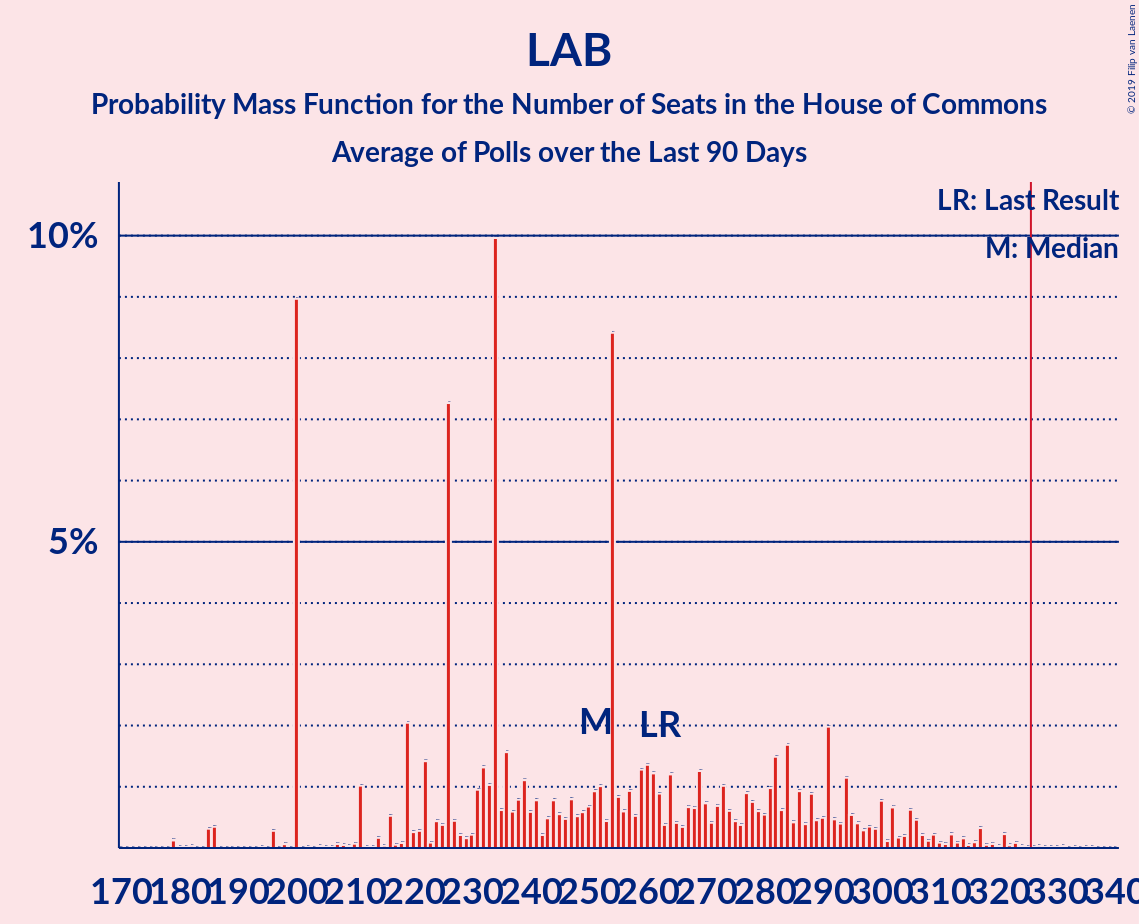 LAB
Probability Mass Function for the Number of Seats in the House of Commons
Average of Polls over the Last 90 Days
© 2019 Filip van Laenen
LR: Last Result
M: Median
10%
5%
M LR
170 180 190 200 210 220 230 240 250 260 270 280 290 300 310 320 330 340